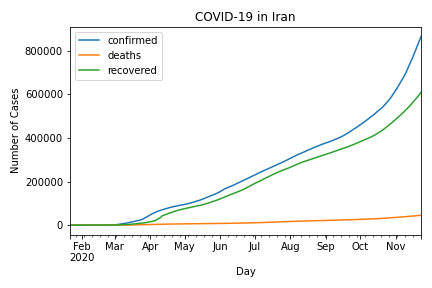 COVID-19 in Iran
confirmed
deaths
recovered
Number of Cases
800000
600000
400000
200000
0
Feb Mar Apr May Jun Jul Aug Sep Oct Nov
2020
Day